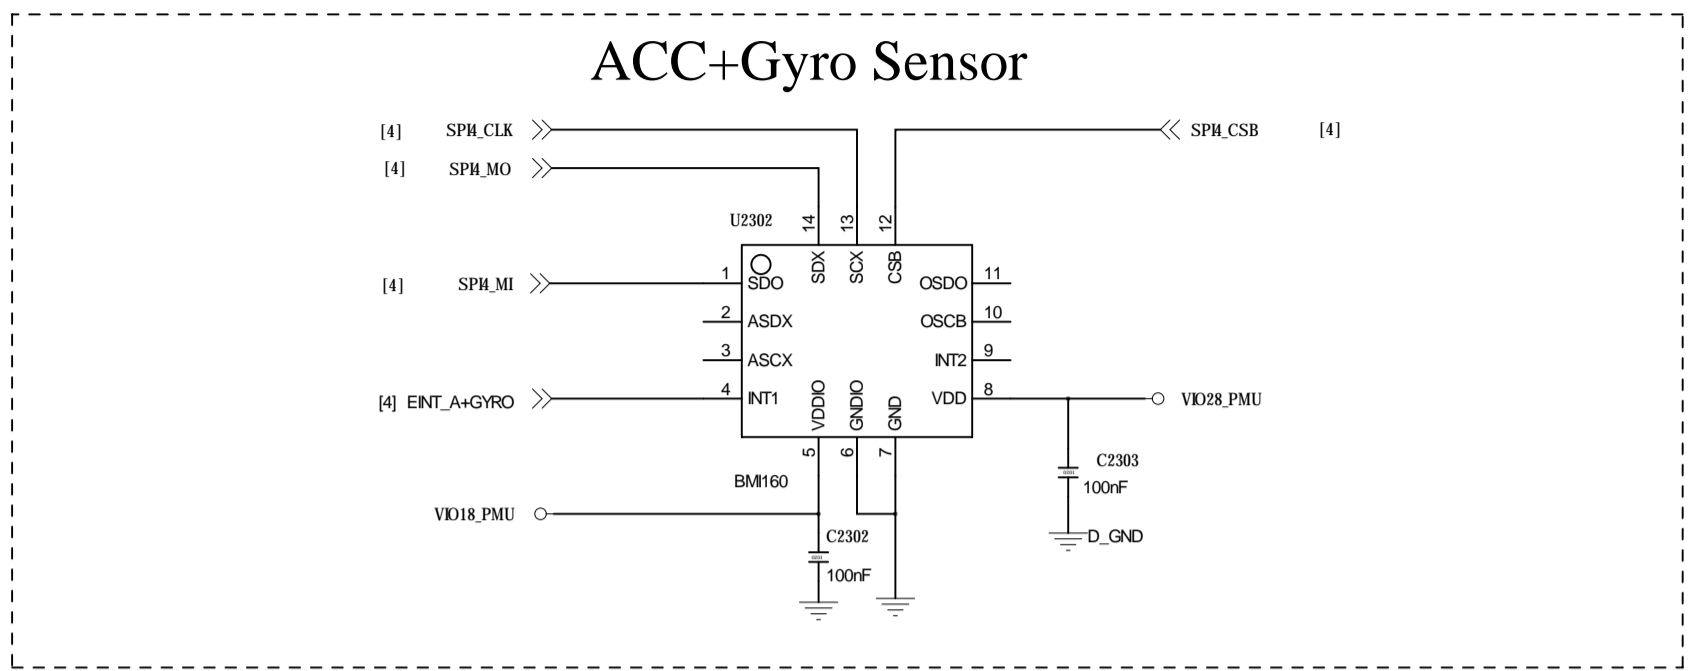 ACC+Gyro Sensor
[4] SPI4_CLK
SPI4_CSB [4]
[4] SPI4_MO
U2302
14 13 12
SDX SCX CSB
[4] SPI4_MI 1 SDO
OSDO 11
2 ASDX
OSCB 10
3 ASCX
INT2 9
[4] EINT_A+GYRO 4 INT1
VDD 8 VIO28_PMU
VDDIO GNDIO GND
5 6 7
BMI160
C2303
100nF
VIO18_PMU
C2302
D_GND
100nF